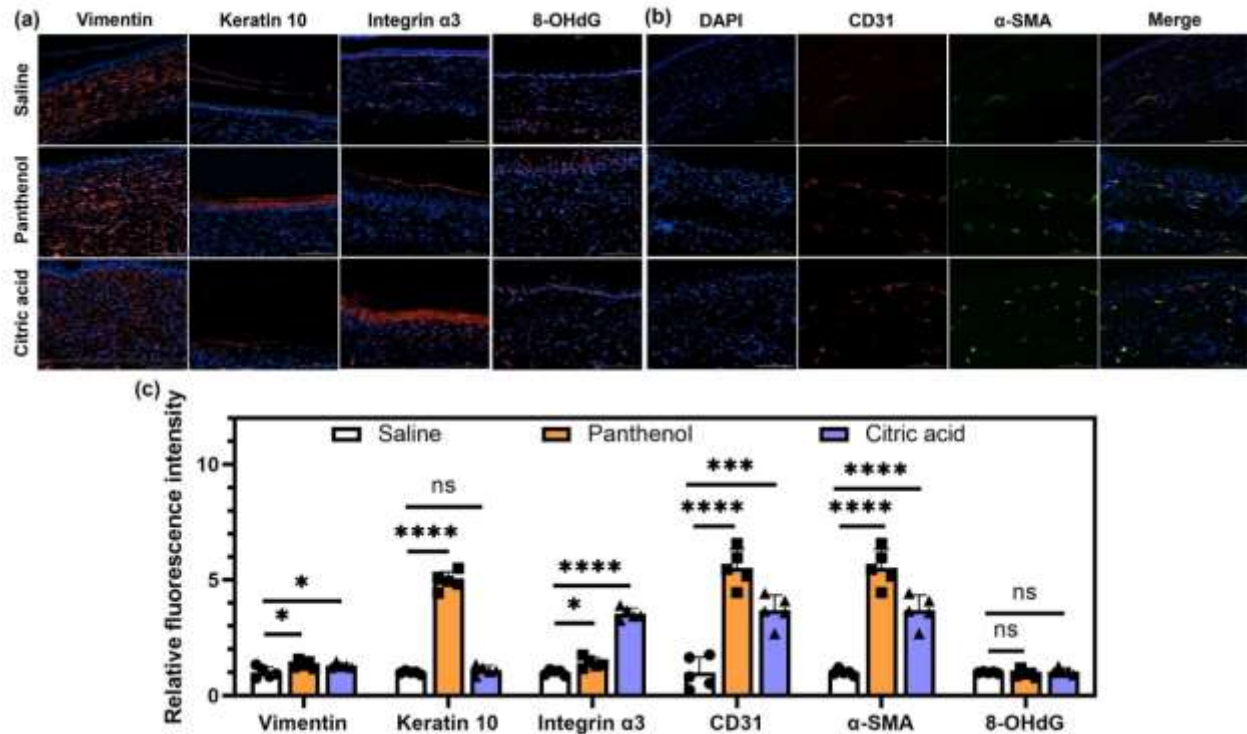 (a) Vimentin Keratin 10 Integrin α3 8-OHdG (b) DAPI CD31 α-SMA Merge
Saline
Panthenol
Citric acid
(c)
Saline Panthenol Citric acid
Relative fluorescence intensity
10
5
0
* *
**** ns
* ****
**** ***
**** ****
ns ns
Vimentin Keratin 10 Integrin α3 CD31 α-SMA 8-OHdG